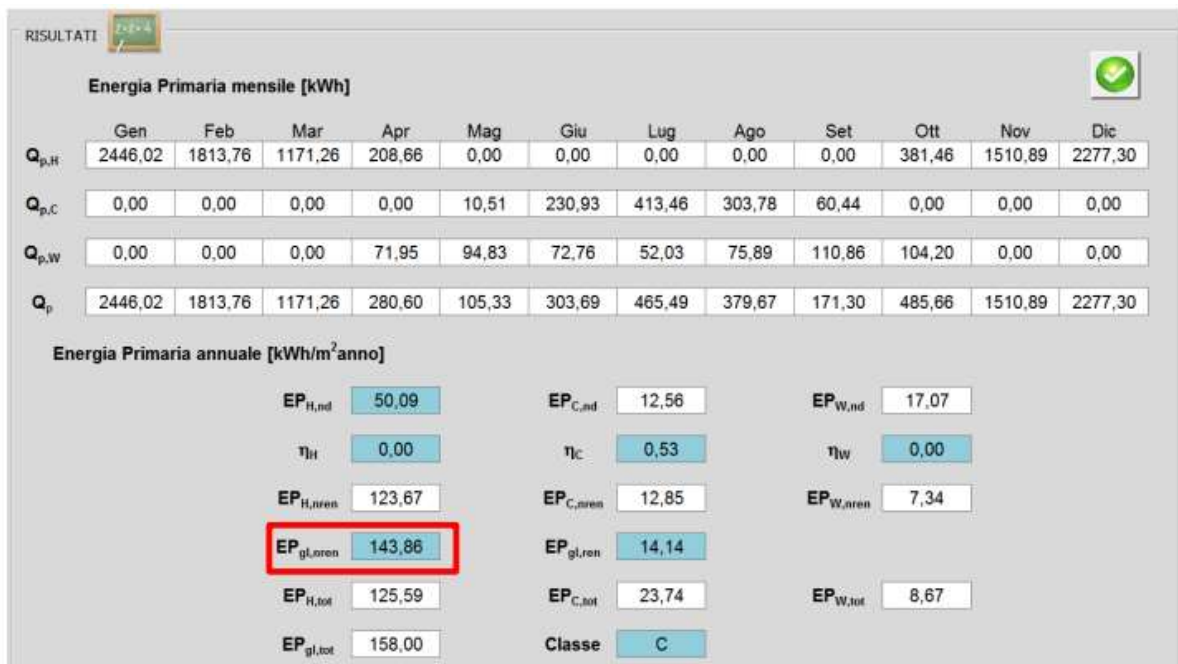 RISULTATI
Energia Primaria mensile [kWh]
Gen Feb Mar Apr Mag Giu Lug Ago Set Ott Nov Dic
Qp,H 2446,02 1813,76 1171,26 208,66 0,00 0,00 0,00 0,00 0,00 381,46 1510,89 2277,30
Qp,C 0,00 0,00 0,00 0,00 10,51 230,93 413,46 303,78 60,44 0,00 0,00 0,00
Qp,W 0,00 0,00 0,00 71,95 94,83 72,76 52,03 75,89 110,86 104,20 0,00 0,00
Qp 2446,02 1813,76 1171,26 280,60 105,33 303,69 465,49 379,67 171,30 485,66 1510,89 2277,30
Energia Primaria annuale [kWh/m²anno]
EPH,nd 50,09 EPC,nd 12,56 EPW,nd 17,07
ηH 0,00 ηC 0,53 ηW 0,00
EPH,nren 123,67 EPC,nren 12,85 EPW,nren 7,34
EPgl,nren 143,86 EPgl,ren 14,14
EPH,tot 125,59 EPC,tot 23,74 EPW,tot 8,67
EPgl,tot 158,00 Classe C